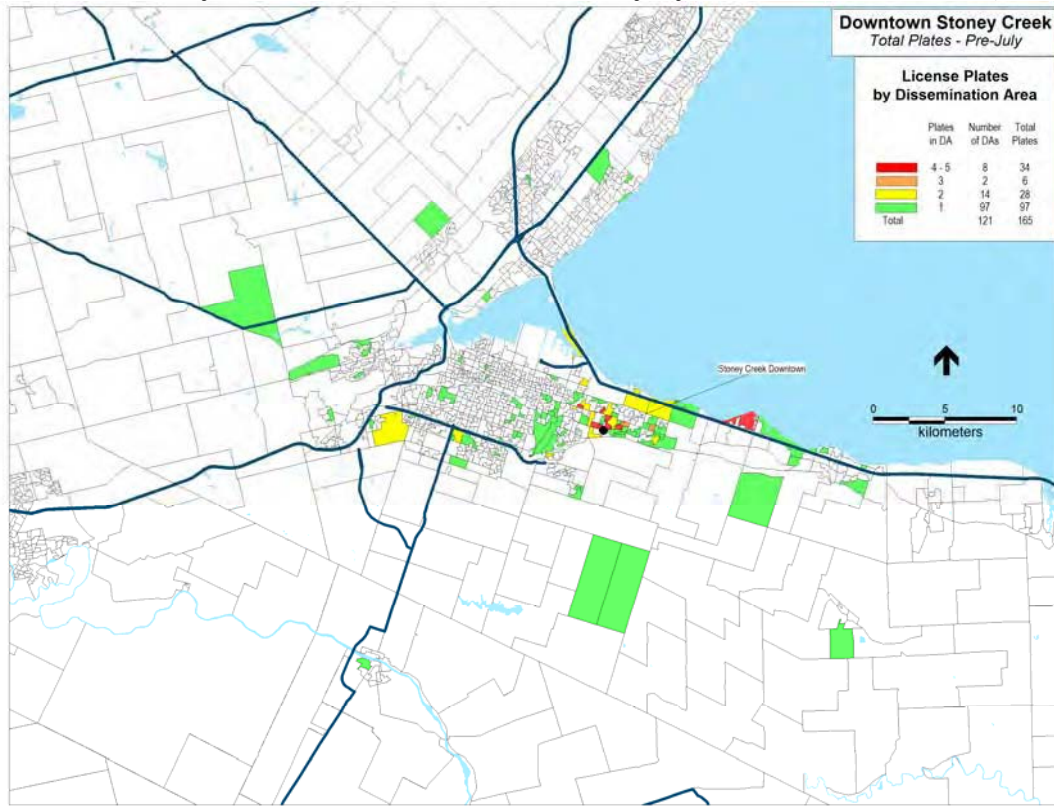 Downtown Stoney Creek
Total Plates - Pre-July
License Plates
by Dissemination Area
Plates in DA Number of DAs Total Plates
4 - 5 8 34
3 2 6
2 14 28
1 97 97
Total 121 165
Stoney Creek Downtown
0 5 10
kilometers